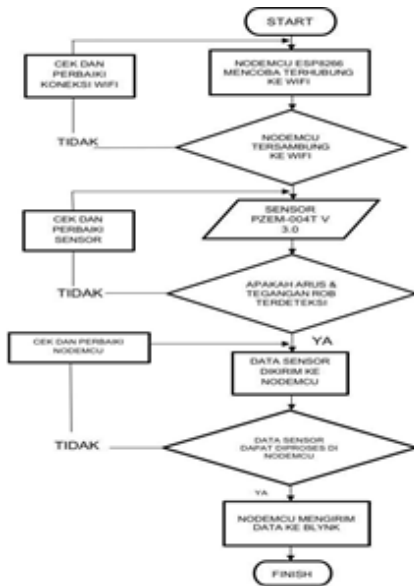 START
CEK DAN
PERBAIKI
KONEKSI WIFI
NODEMCU ESP8266
MENCOBA TERHUBUNG
KE WIFI
TIDAK
NODEMCU
TERSAMBUNG
KE WIFI
CEK DAN
PERBAIKI
SENSOR
SENSOR
PZEM-004T V
3.0
TIDAK
APAKAH ARUS &
TEGANGAN ROB
TERDETEKSI
YA
CEK DAN PERBAIKI
NODEMCU
DATA SENSOR
DIKIRIM KE
NODEMCU
TIDAK
DATA SENSOR
DAPAT DIPROSES DI
NODEMCU
YA
NODEMCU MENGIRIM
DATA KE BLYNK
FINISH